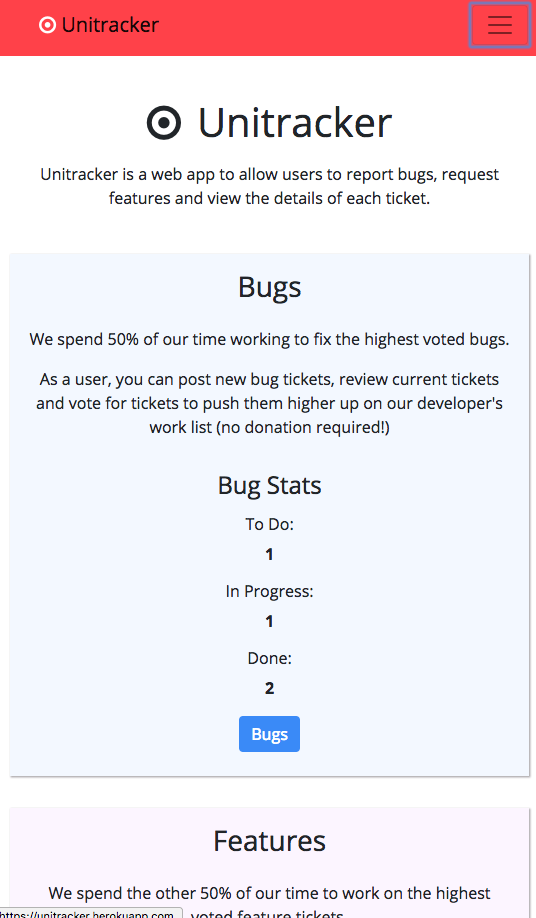 Unitracker
Unitracker
Unitracker is a web app to allow users to report bugs, request
features and view the details of each ticket.
Bugs
We spend 50% of our time working to fix the highest voted bugs.
As a user, you can post new bug tickets, review current tickets
and vote for tickets to push them higher up on our developer's
work list (no donation required!)
Bug Stats
To Do:
1
In Progress:
1
Done:
2
Bugs
Features
We spend the other 50% of our time to work on the highest
voted feature tickets
https://unitracker.herokuapp.com